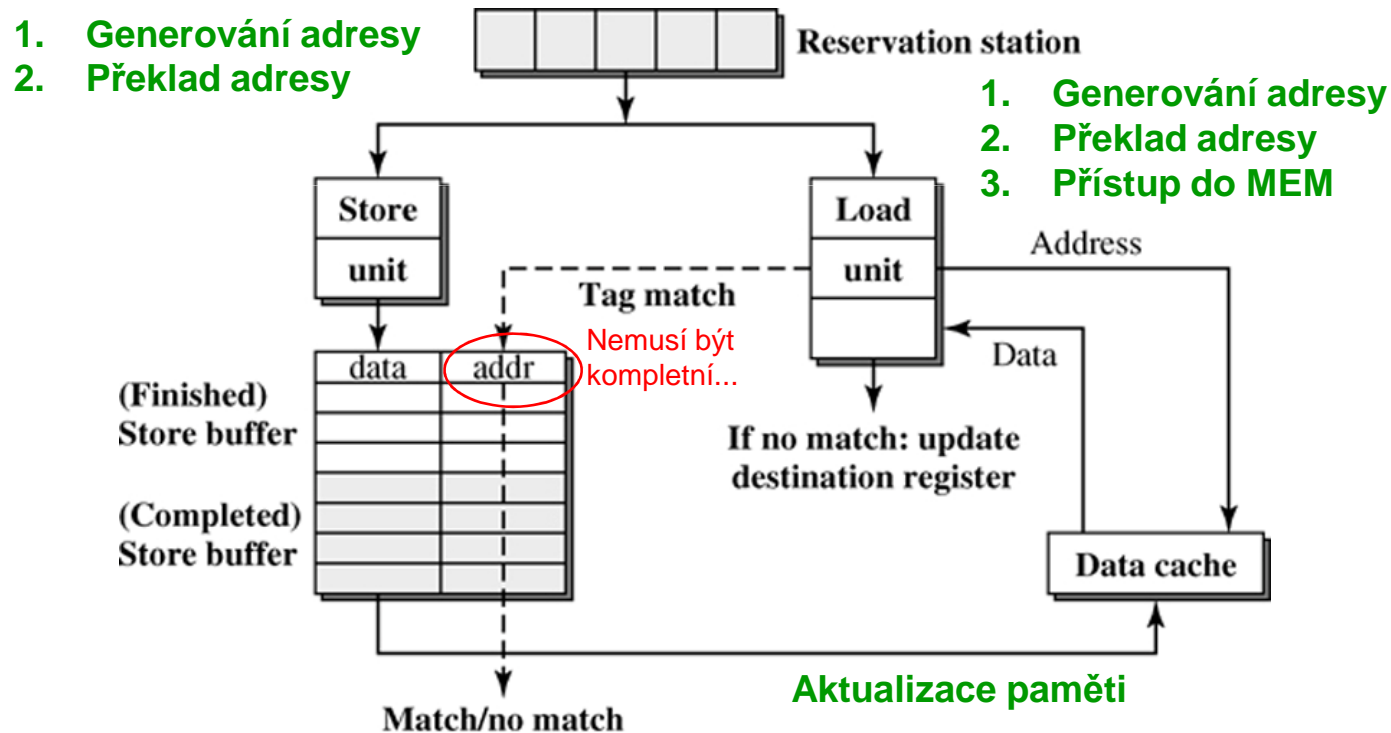 1. Generování adresy
2. Překlad adresy
Reservation station
1. Generování adresy
2. Překlad adresy
3. Přístup do MEM
Store
unit
Load
unit
Address
Tag match
Nemusí být
kompletní...
Data
data addr
(Finished)
Store buffer
If no match: update
destination register
(Completed)
Store buffer
Data cache
Aktualizace paměti
Match/no match